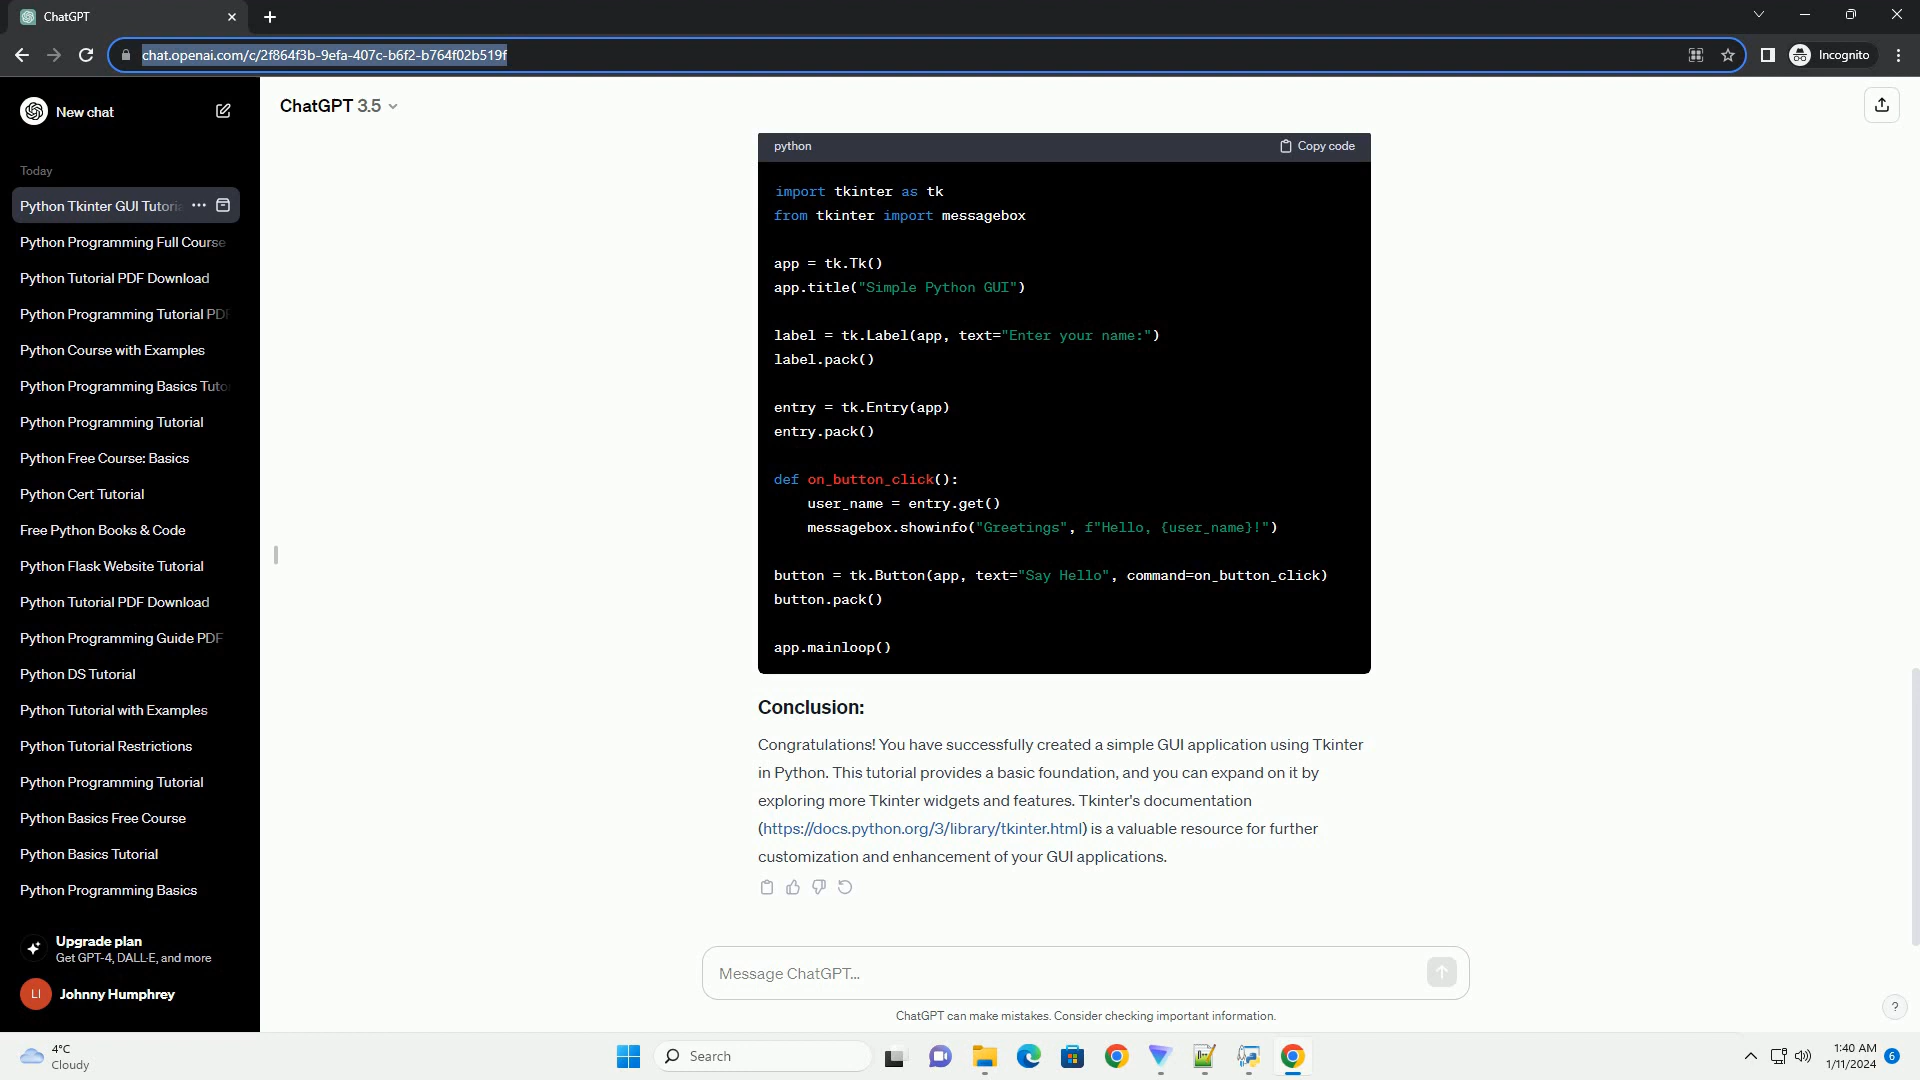 ChatGPT
chat.openai.com/c/2f864f3b-9efa-407c-b6f2-b764f02b519f
Incognito
New chat
ChatGPT 3.5
Today
Python Tkinter GUI Tutoria
Python Programming Full Course
Python Tutorial PDF Download
Python Programming Tutorial PDF
Python Course with Examples
Python Programming Basics Tutor
Python Programming Tutorial
Python Free Course: Basics
Python Cert Tutorial
Free Python Books & Code
Python Flask Website Tutorial
Python Tutorial PDF Download
Python Programming Guide PDF
Python DS Tutorial
Python Tutorial with Examples
Python Tutorial Restrictions
Python Programming Tutorial
Python Basics Free Course
Python Basics Tutorial
Python Programming Basics
Upgrade plan
Get GPT-4, DALL·E, and more
LI
Johnny Humphrey
python
Copy code
import tkinter as tk
from tkinter import messagebox
app = tk.Tk()
app.title("Simple Python GUI")
label = tk.Label(app, text="Enter your name:")
label.pack()
entry = tk.Entry(app)
entry.pack()
def on_button_click():
    user_name = entry.get()
    messagebox.showinfo("Greetings", f"Hello, {user_name}!")
button = tk.Button(app, text="Say Hello", command=on_button_click)
button.pack()
app.mainloop()
Conclusion:
Congratulations! You have successfully created a simple GUI application using Tkinter
in Python. This tutorial provides a basic foundation, and you can expand on it by
exploring more Tkinter widgets and features. Tkinter's documentation
(https://docs.python.org/3/library/tkinter.html) is a valuable resource for further
customization and enhancement of your GUI applications.
Message ChatGPT...
ChatGPT can make mistakes. Consider checking important information.
?
4°C
Cloudy
Search
1:40 AM
1/11/2024
6